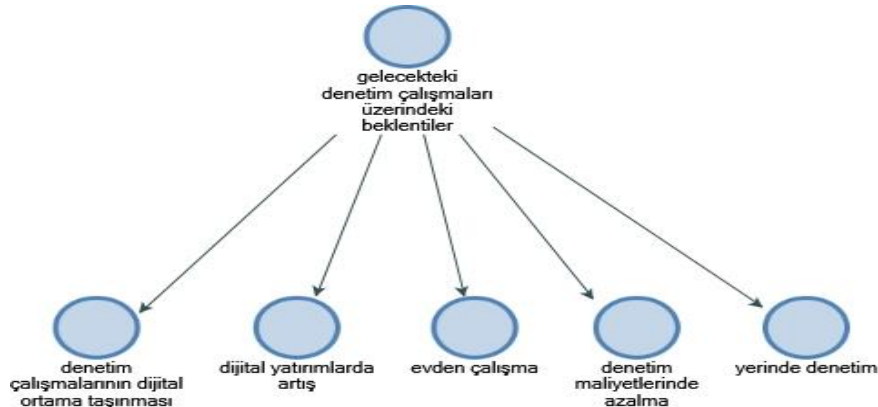 gelecekteki
denetim çalışmaları
üzerindeki
beklentiler
denetim
çalışmalarının dijital
ortama taşınması
dijital yatırımlarda
artış
evden çalışma
denetim
maliyetlerinde
azalma
yerinde denetim